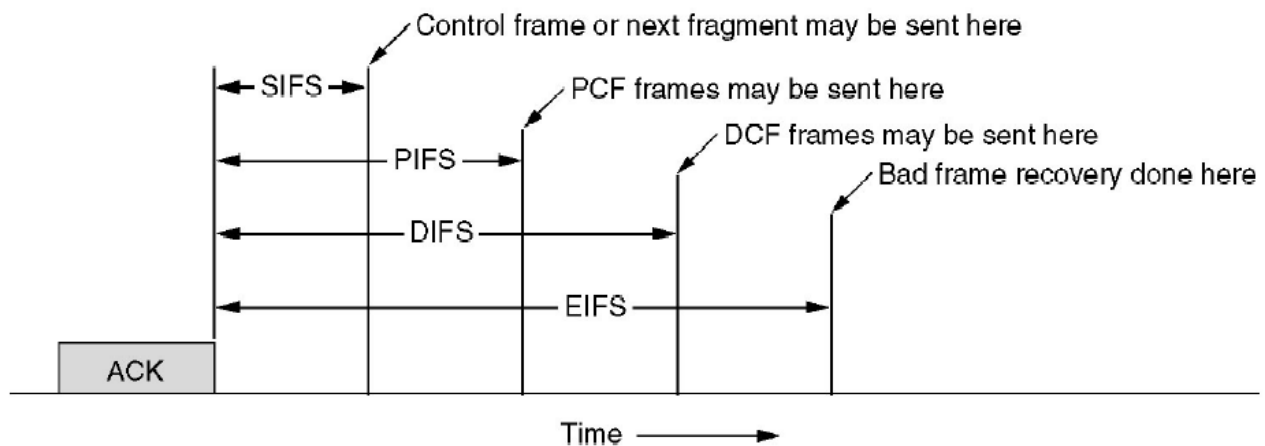 Control frame or next fragment may be sent here
SIFS
PCF frames may be sent here
PIFS
DCF frames may be sent here
Bad frame recovery done here
DIFS
EIFS
ACK
Time